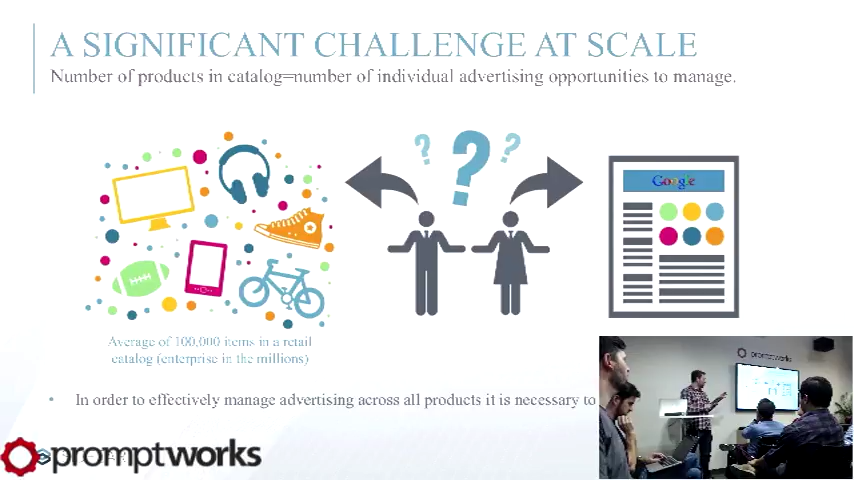 A SIGNIFICANT CHALLENGE AT SCALE
Number of products in catalog=number of individual advertising opportunities to manage.
? ? ?
Google
Average of 100,000 items in a retail
catalog (enterprise in the millions)
• In order to effectively manage advertising across all products it is necessary to
promptworks
promptworks